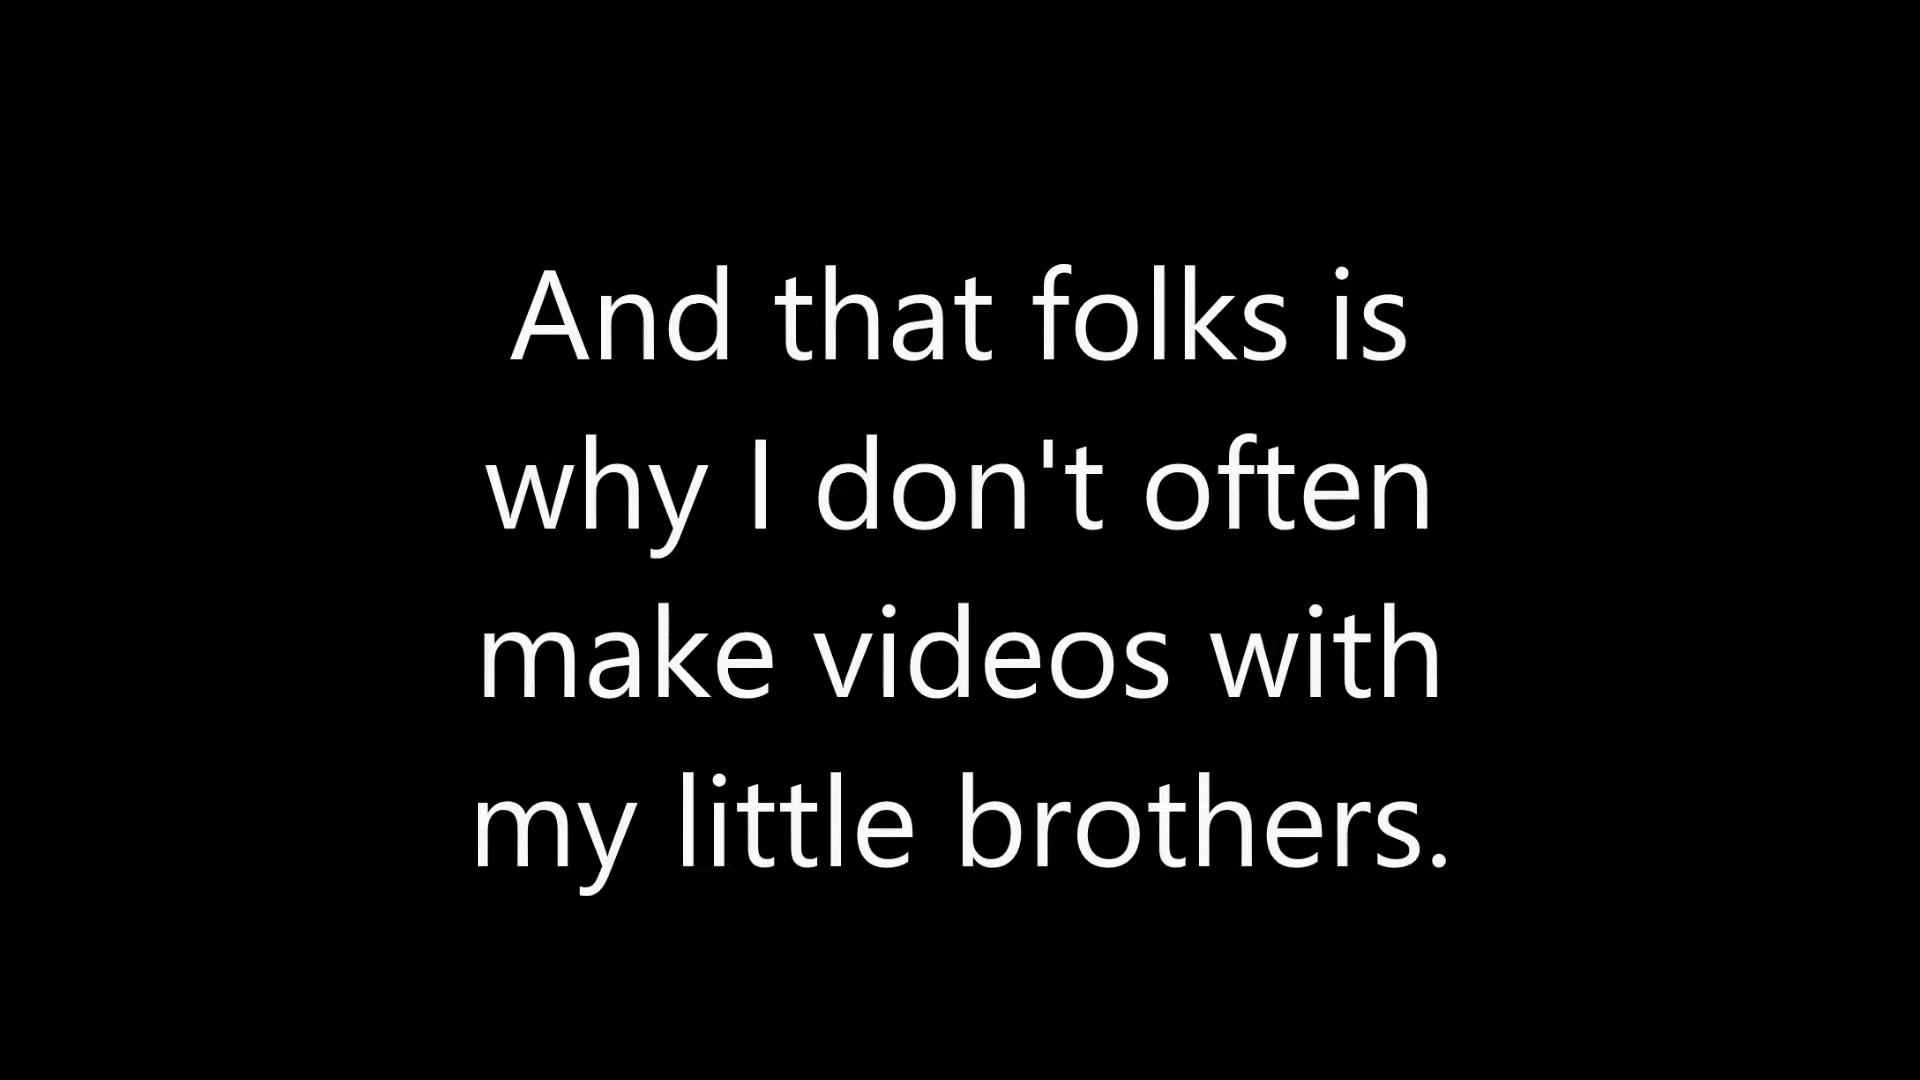 And that folks is
why I don't often
make videos with
my little brothers.